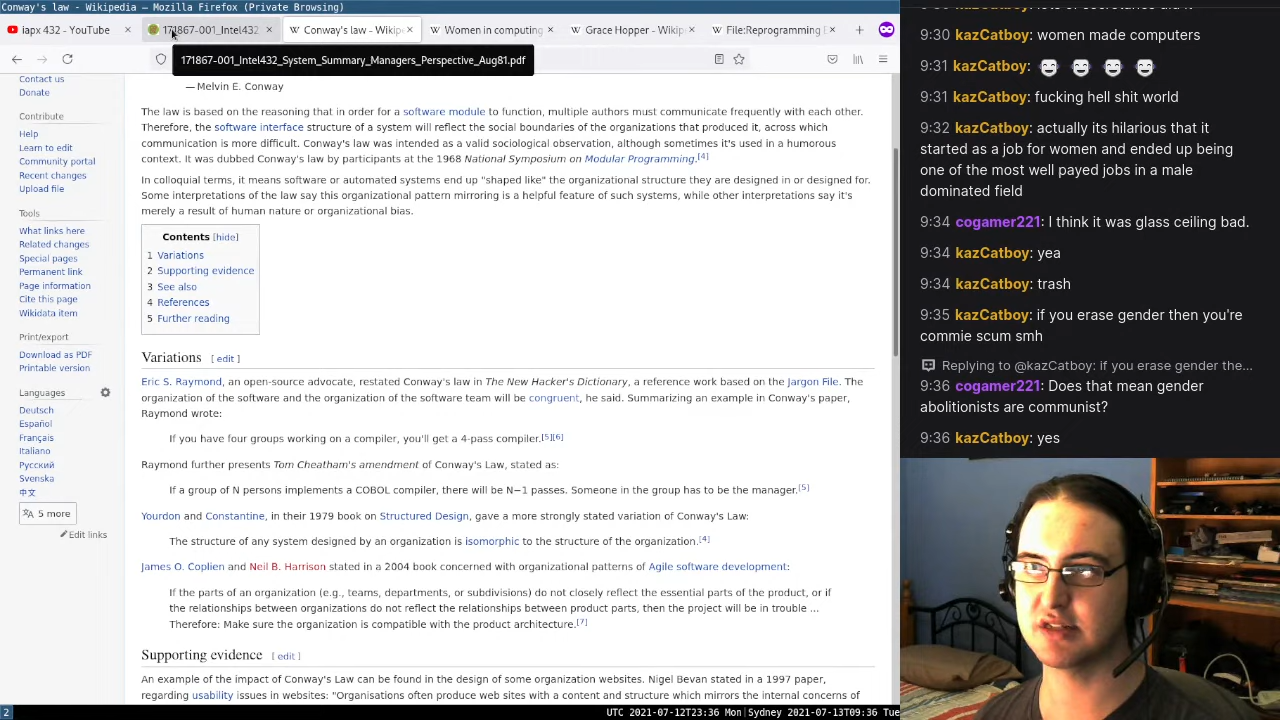 Conway's law - Wikipedia — Mozilla Firefox (Private Browsing)
iapx 432 - YouTube
171867-001_Intel432
Conway's law - Wikipe
Women in computing
Grace Hopper - Wikip
File:Reprogramming
171867-001_Intel432_System_Summary_Managers_Perspective_Aug81.pdf
Contact us
Donate
Contribute
Help
Learn to edit
Community portal
Recent changes
Upload file
Tools
What links here
Related changes
Special pages
Permanent link
Page information
Cite this page
Wikidata item
Print/export
Download as PDF
Printable version
Languages
Deutsch
Español
Français
Italiano
Русский
Svenska
中文
5 more
Edit links
— Melvin E. Conway
The law is based on the reasoning that in order for a software module to function, multiple authors must communicate frequently with each other.
Therefore, the software interface structure of a system will reflect the social boundaries of the organizations that produced it, across which
communication is more difficult. Conway's law was intended as a valid sociological observation, although sometimes it's used in a humorous
context. It was dubbed Conway's law by participants at the 1968 National Symposium on Modular Programming.[4]
In colloquial terms, it means software or automated systems end up "shaped like" the organizational structure they are designed in or designed for.
Some interpretations of the law say this organizational pattern mirroring is a helpful feature of such systems, while other interpretations say it's
merely a result of human nature or organizational bias.
Contents [hide]
1 Variations
2 Supporting evidence
3 See also
4 References
5 Further reading
Variations [ edit ]
Eric S. Raymond, an open-source advocate, restated Conway's law in The New Hacker's Dictionary, a reference work based on the Jargon File. The
organization of the software and the organization of the software team will be congruent, he said. Summarizing an example in Conway's paper,
Raymond wrote:
If you have four groups working on a compiler, you'll get a 4-pass compiler.[5][6]
Raymond further presents Tom Cheatham's amendment of Conway's Law, stated as:
If a group of N persons implements a COBOL compiler, there will be N−1 passes. Someone in the group has to be the manager.[5]
Yourdon and Constantine, in their 1979 book on Structured Design, gave a more strongly stated variation of Conway's Law:
The structure of any system designed by an organization is isomorphic to the structure of the organization.[4]
James O. Coplien and Neil B. Harrison stated in a 2004 book concerned with organizational patterns of Agile software development:
If the parts of an organization (e.g., teams, departments, or subdivisions) do not closely reflect the essential parts of the product, or if
the relationships between organizations do not reflect the relationships between product parts, then the project will be in trouble ...
Therefore: Make sure the organization is compatible with the product architecture.[7]
Supporting evidence [ edit ]
An example of the impact of Conway's Law can be found in the design of some organization websites. Nigel Bevan stated in a 1997 paper,
regarding usability issues in websites: "Organisations often produce web sites with a content and structure which mirrors the internal concerns of
2
UTC 2021-07-12T23:36 Mon|Sydney 2021-07-13T09:36 Tue
9:30 kazCatboy: women made computers
9:31 kazCatboy:
9:31 kazCatboy: fucking hell shit world
9:32 kazCatboy: actually its hilarious that it
started as a job for women and ended up being
one of the most well payed jobs in a male
dominated field
9:34 cogamer221: I think it was glass ceiling bad.
9:34 kazCatboy: yea
9:34 kazCatboy: trash
9:35 kazCatboy: if you erase gender then you're
commie scum smh
Replying to @kazCatboy: if you erase gender the...
9:36 cogamer221: Does that mean gender
abolitionists are communist?
9:36 kazCatboy: yes